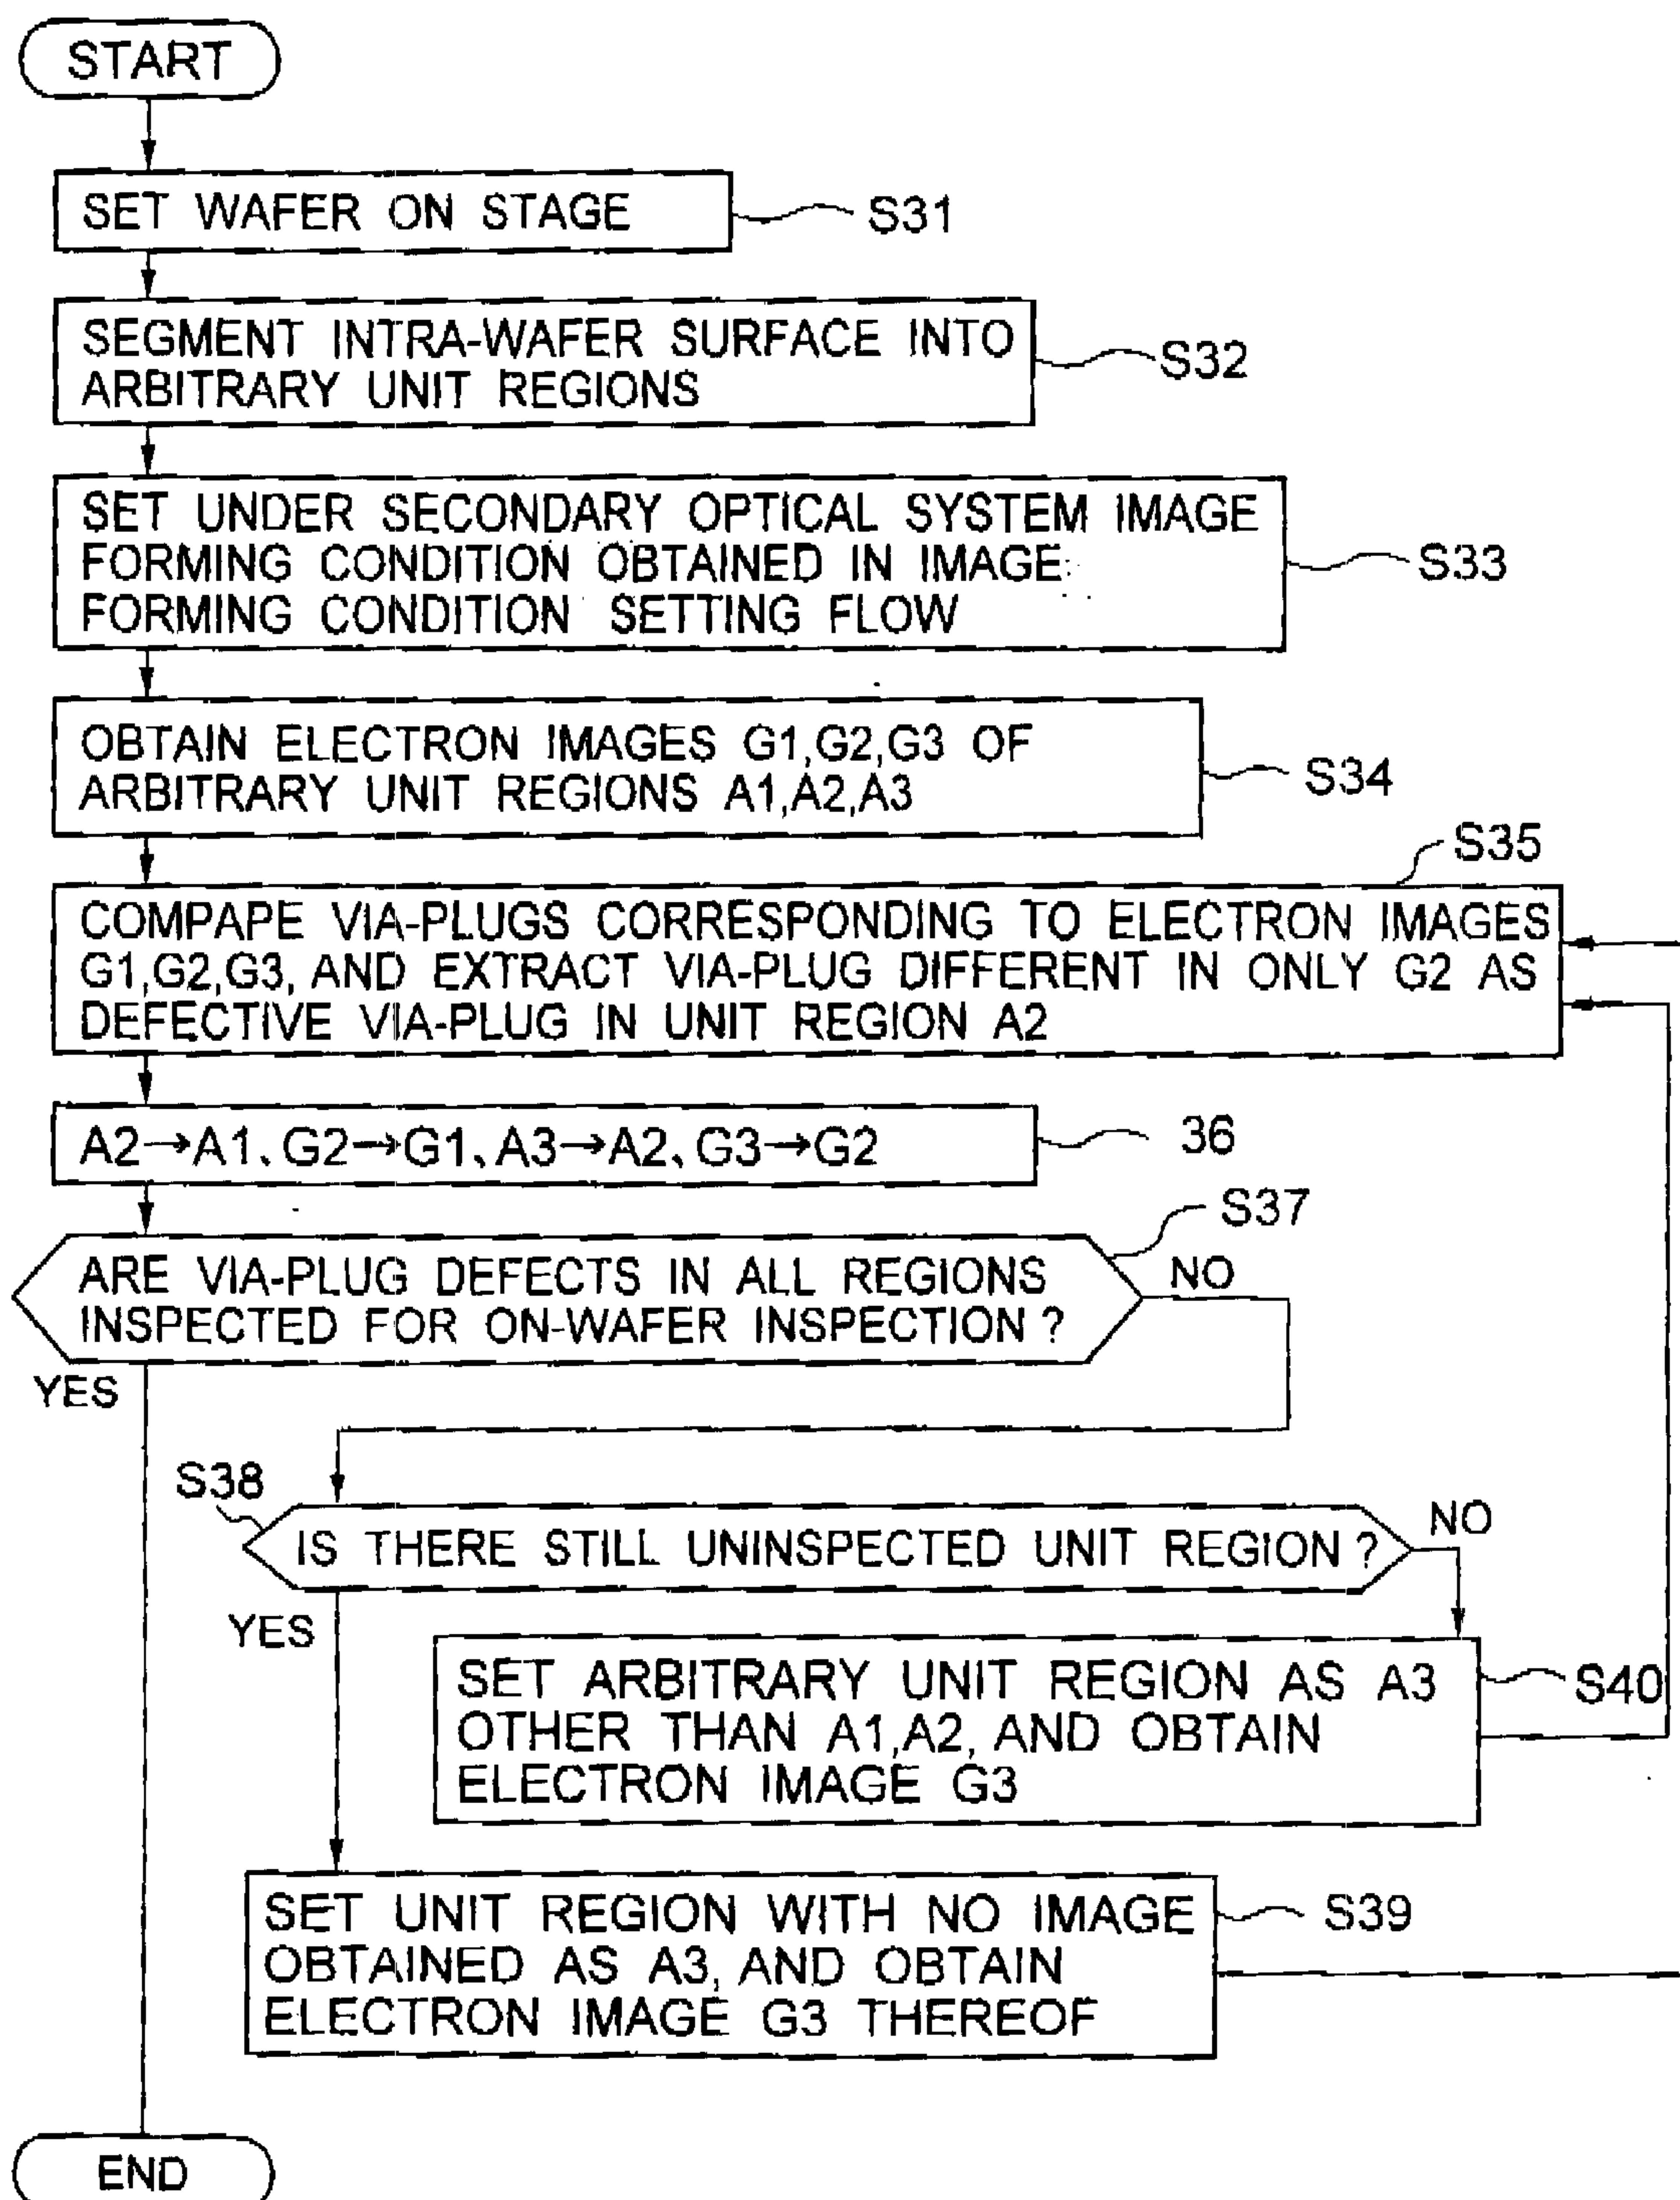 START
SET WAFER ON STAGE
S31
SEGMENT INTRA-WAFER SURFACE INTO
ARBITRARY UNIT REGIONS
S32
SET UNDER SECONDARY OPTICAL SYSTEM IMAGE
FORMING CONDITION OBTAINED IN IMAGE
FORMING CONDITION SETTING FLOW
S33
OBTAIN ELECTRON IMAGES G1,G2,G3 OF
ARBITRARY UNIT REGIONS A1,A2,A3
S34
S35
COMPAPE VIA-PLUGS CORRESPONDING TO ELECTRON IMAGES
G1,G2,G3, AND EXTRACT VIA-PLUG DIFFERENT IN ONLY G2 AS
DEFECTIVE VIA-PLUG IN UNIT REGION A2
A2→A1、G2→G1、A3→A2、G3→G2
36
S37
ARE VIA-PLUG DEFECTS IN ALL REGIONS
INSPECTED FOR ON-WAFER INSPECTION ?
NO
YES
S38
IS THERE STILL UNINSPECTED UNIT REGION ?
NO
YES
SET ARBITRARY UNIT REGION AS A3
OTHER THAN A1,A2, AND OBTAIN
ELECTRON IMAGE G3
S40
SET UNIT REGION WITH NO IMAGE
OBTAINED AS A3, AND OBTAIN
ELECTRON IMAGE G3 THEREOF
S39
END